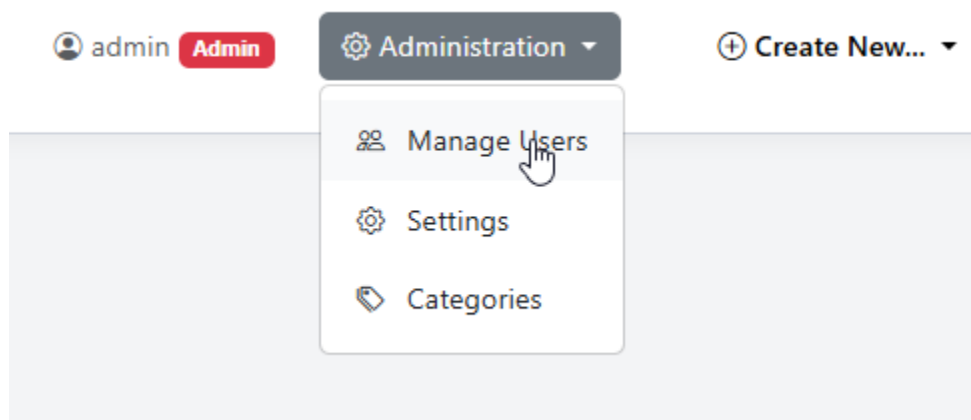 admin Admin Administration Create New...
Manage Users
Settings
Categories